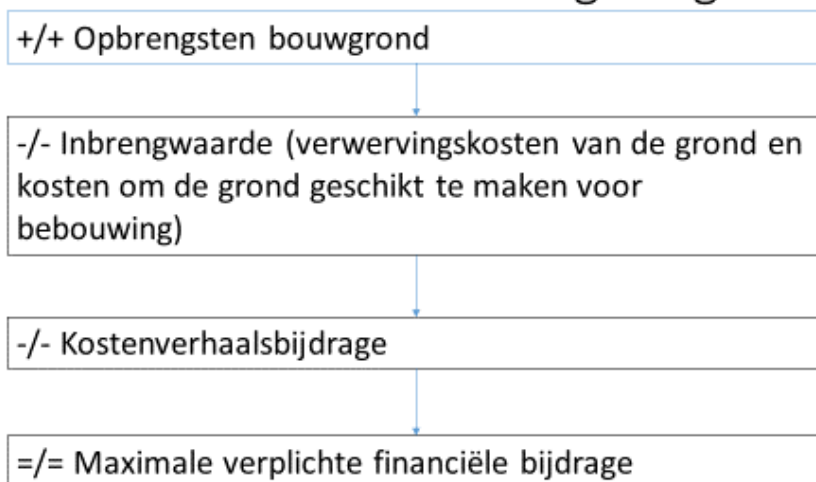 +/+ Opbrengsten bouwgrond
-/- Inbrengwaarde (verwervingskosten van de grond en
kosten om de grond geschikt te maken voor
bebouwing)
-/- Kostenverhaalsbijdrage
=/= Maximale verplichte financiële bijdrage